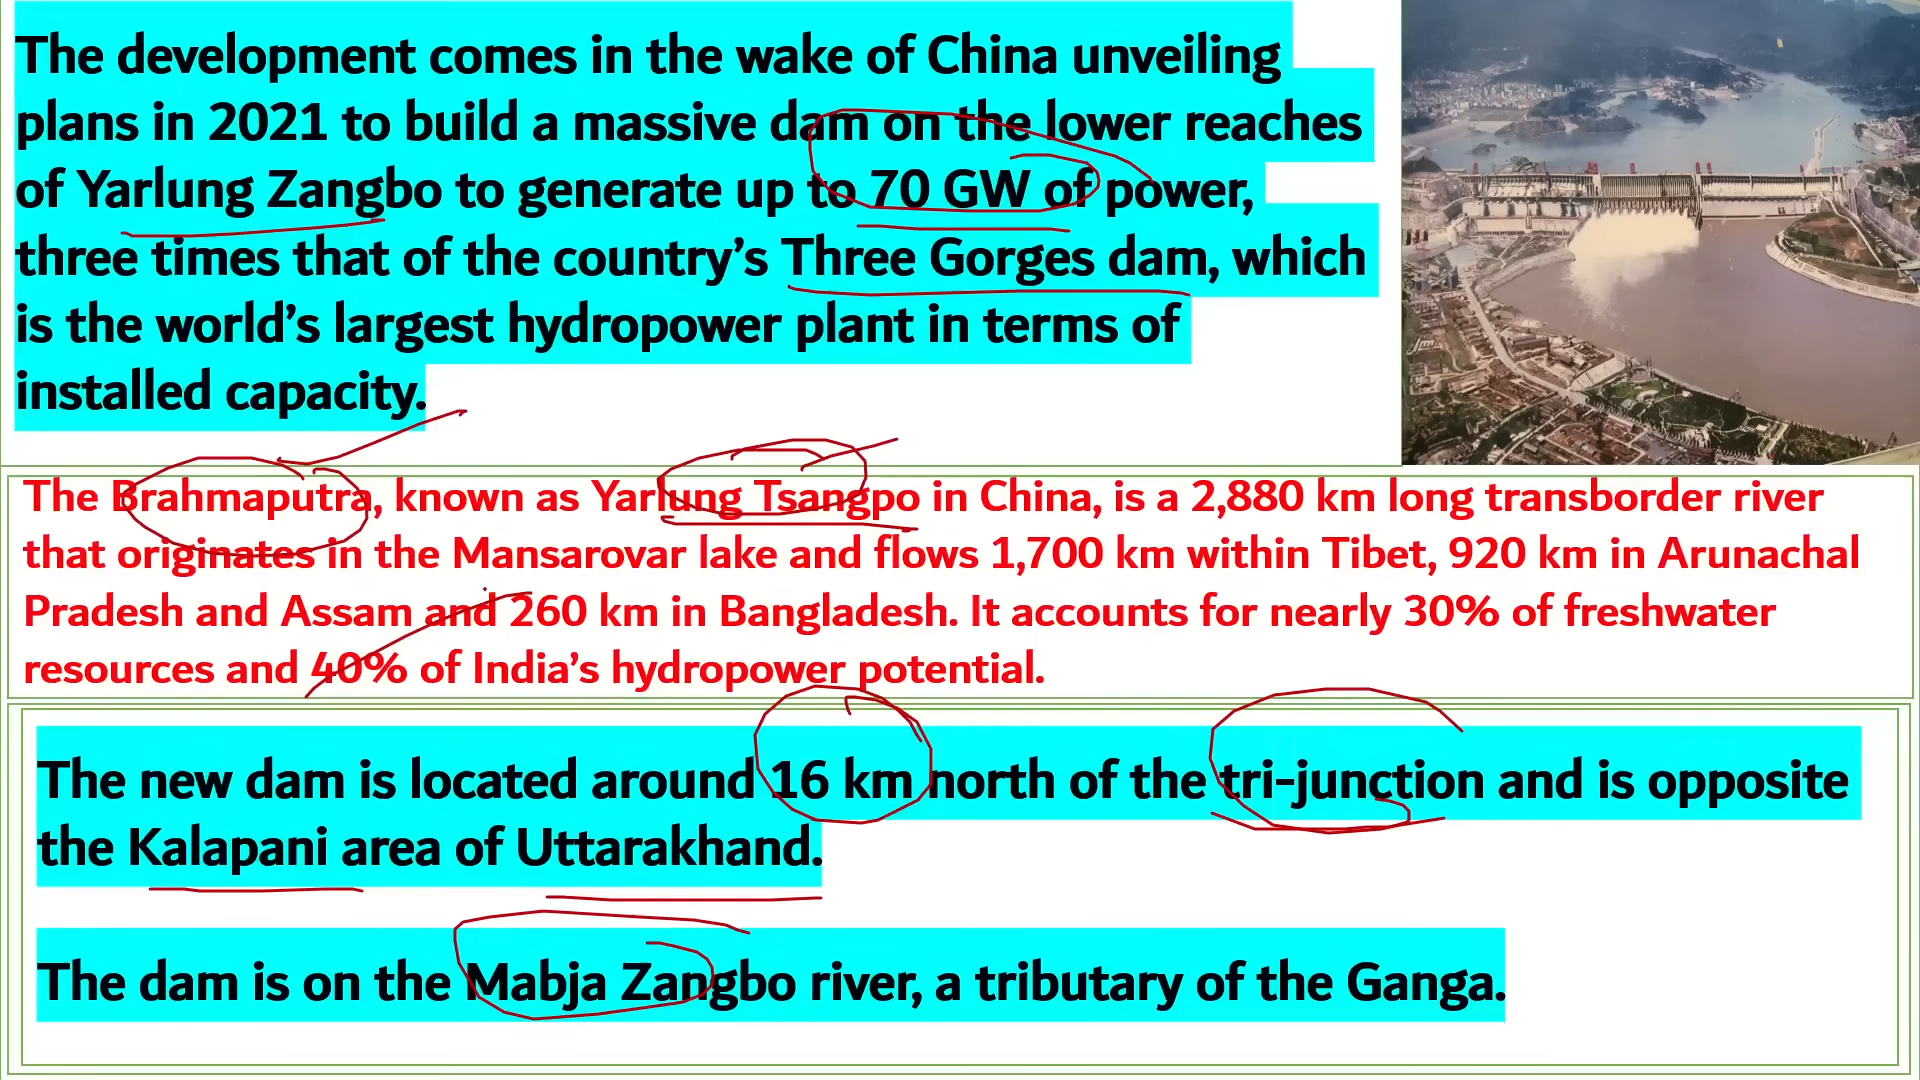 The development comes in the wake of China unveiling
plans in 2021 to build a massive dam on the lower reaches
of Yarlung Zangbo to generate up to 70 GW of power,
three times that of the country’s Three Gorges dam, which
is the world’s largest hydropower plant in terms of
installed capacity.
The Brahmaputra, known as Yarlung Tsangpo in China, is a 2,880 km long transborder river
that originates in the Mansarovar lake and flows 1,700 km within Tibet, 920 km in Arunachal
Pradesh and Assam and 260 km in Bangladesh. It accounts for nearly 30% of freshwater
resources and 40% of India’s hydropower potential.
The new dam is located around 16 km north of the tri-junction and is opposite
the Kalapani area of Uttarakhand.
The dam is on the Mabja Zangbo river, a tributary of the Ganga.